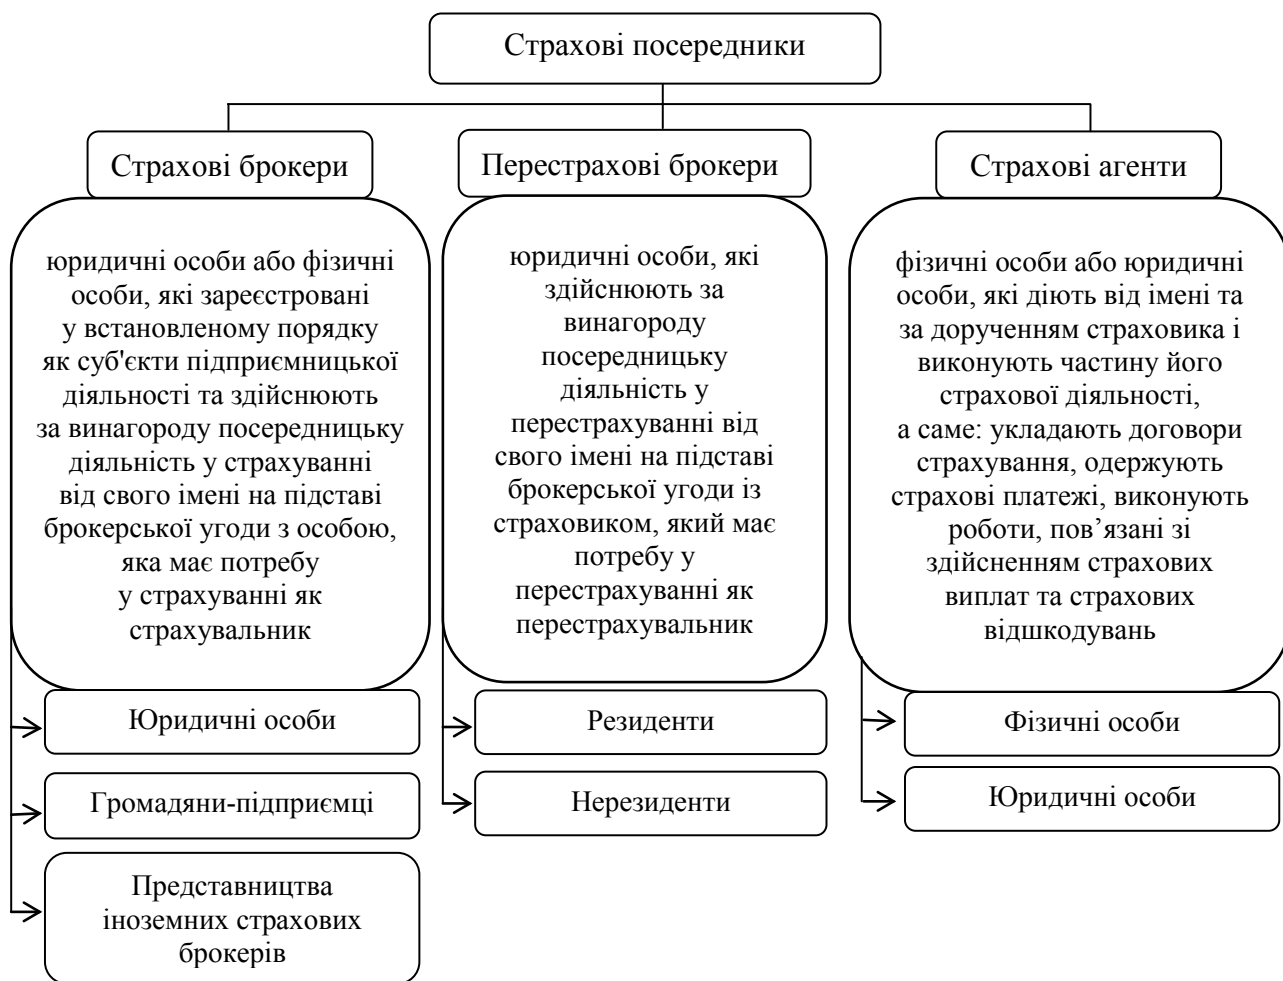 Страхові посередники
Страхові брокери
Перестрахові брокери
Страхові агенти
юридичні особи або фізичні
особи, які зареєстровані
у встановленому порядку
як суб'єкти підприємницької
діяльності та здійснюють
за винагороду посередницьку
діяльність у страхуванні
від свого імені на підставі
брокерської угоди з особою,
яка має потребу
у страхуванні як
страхувальник
юридичні особи, які
здійснюють за
винагороду
посередницьку
діяльність у
перестрахуванні від
свого імені на підставі
брокерської угоди із
страховиком, який має
потребу у
перестрахуванні як
перестрахувальник
фізичні особи або юридичні
особи, які діють від імені та
за дорученням страховика і
виконують частину його
страхової діяльності,
а саме: укладають договори
страхування, одержують
страхові платежі, виконують
роботи, пов’язані зі
здійсненням страхових
виплат та страхових
відшкодувань
Юридичні особи
Громадяни-підприємці
Представництва
іноземних страхових
брокерів
Резиденти
Нерезиденти
Фізичні особи
Юридичні особи